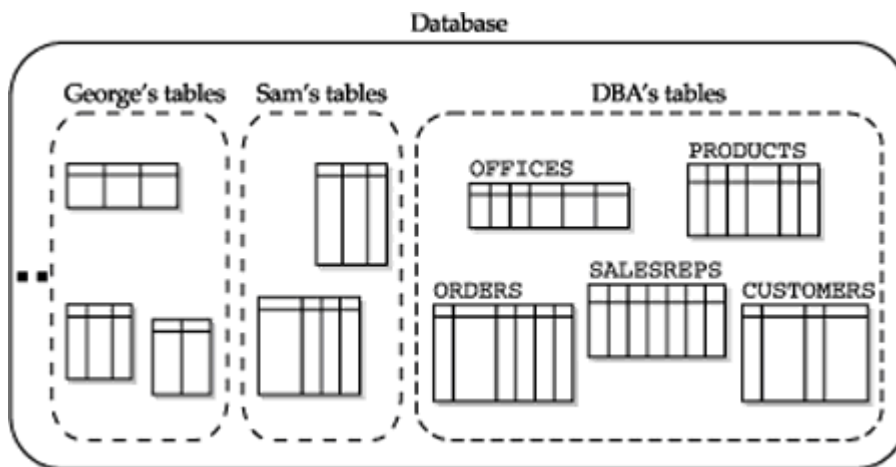 Database
George's tables
Sam's tables
DBA's tables
OFFICES
PRODUCTS
ORDERS
SALESREPS
CUSTOMERS